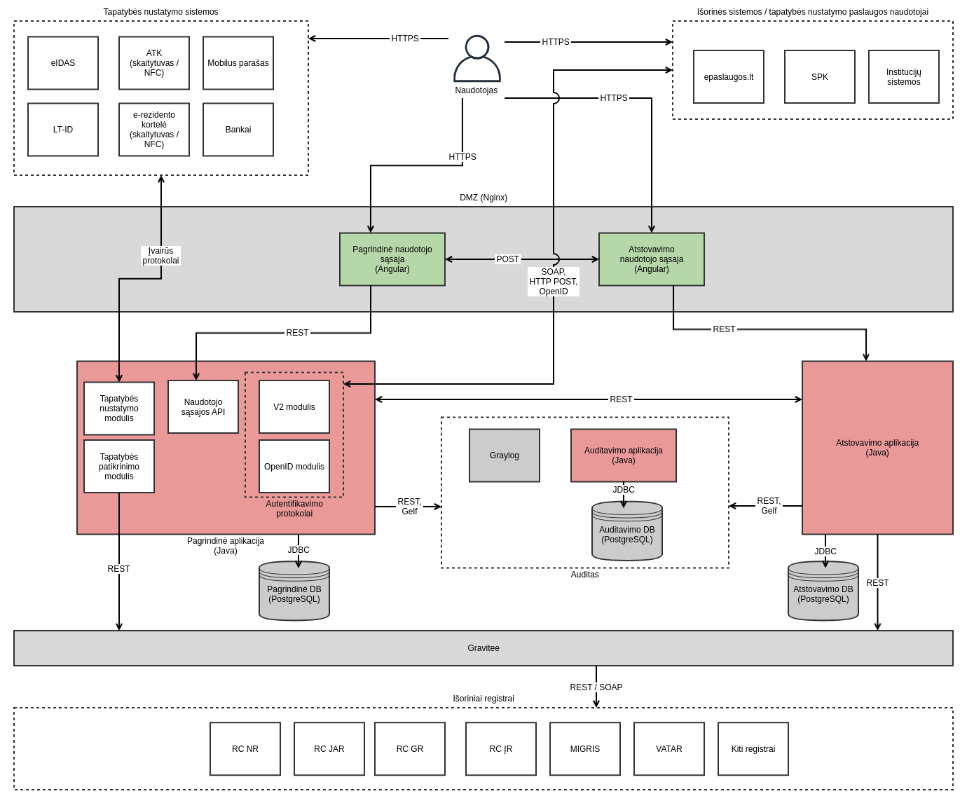 Tapatybės nustatymo sistemos
Išorinės sistemos / tapatybės nustatymo paslaugos naudotojai
eIDAS
ATK
(skaitytuvas /
NFC)
Mobilus parašas
LT-ID
e-rezidento
kortelė
(skaitytuvas /
NFC)
Bankai
HTTPS
Naudotojas
HTTPS
HTTPS
HTTPS
epaslaugos.lt
SPK
Institucijų
sistemos
DMZ (Nginx)
Įvairūs
protokolai
Pagrindinė naudotojo
sąsaja
(Angular)
POST
SOAP,
HTTP POST,
OpenID
Atstovavimo
naudotojo sąsaja
(Angular)
REST
REST
Tapatybės
nustatymo
modulis
Naudotojo
sąsajos API
V2 modulis
Tapatybės
patikrinimo
modulis
OpenID modulis
Autentifikavimo
protokolai
Pagrindinė aplikacija
(Java)
REST
Graylog
Auditavimo aplikacija
(Java)
JDBC
Auditavimo DB
(PostgreSQL)
Auditas
REST,
Gelf
REST,
Gelf
Atstovavimo aplikacija
(Java)
REST
JDBC
Pagrindinė DB
(PostgreSQL)
JDBC
Atstovavimo DB
(PostgreSQL)
REST
Gravitee
REST / SOAP
Išoriniai registrai
RC NR
RC JAR
RC GR
RC ĮR
MIGRIS
VATAR
Kiti registrai